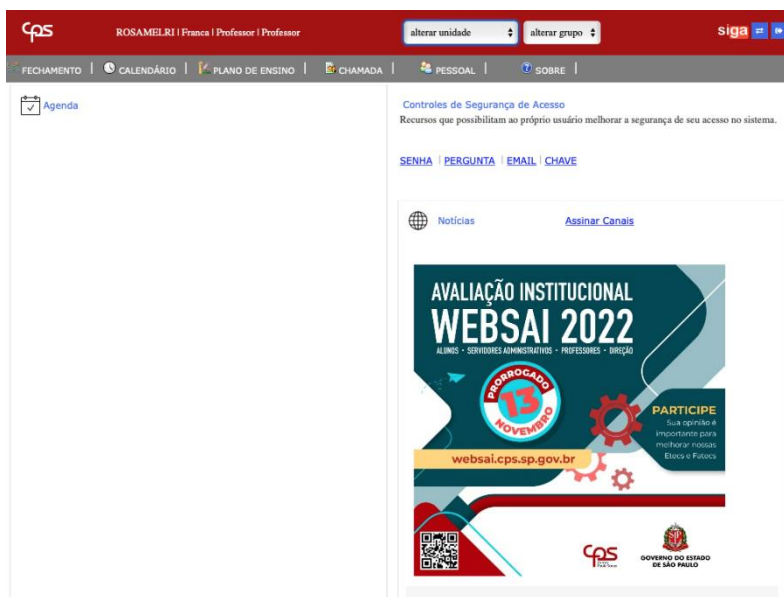 cps
ROSAMELRI | Franca | Professor | Professor
alterar unidade
alterar grupo
siga
FECHAMENTO | CALENDÁRIO | PLANO DE ENSINO | CHAMADA | PESSOAL | SOBRE |
Agenda
Controles de Segurança de Acesso
Recursos que possibilitam ao próprio usuário melhorar a segurança de seu acesso no sistema.
SENHA | PERGUNTA | EMAIL | CHAVE
Notícias
Assinar Canais
AVALIAÇÃO INSTITUCIONAL
WEBSAI 2022
ALUNOS • SERVIDORES ADMINISTRATIVOS • PROFESSORES • DIREÇÃO
PRORROGADO
13
NOVEMBRO
PARTICIPE
Sua opinião é
importante para
melhorar nossas
Etecs e Fatecs
websai.cps.sp.gov.br
cps
GOVERNO DO ESTADO
DE SÃO PAULO